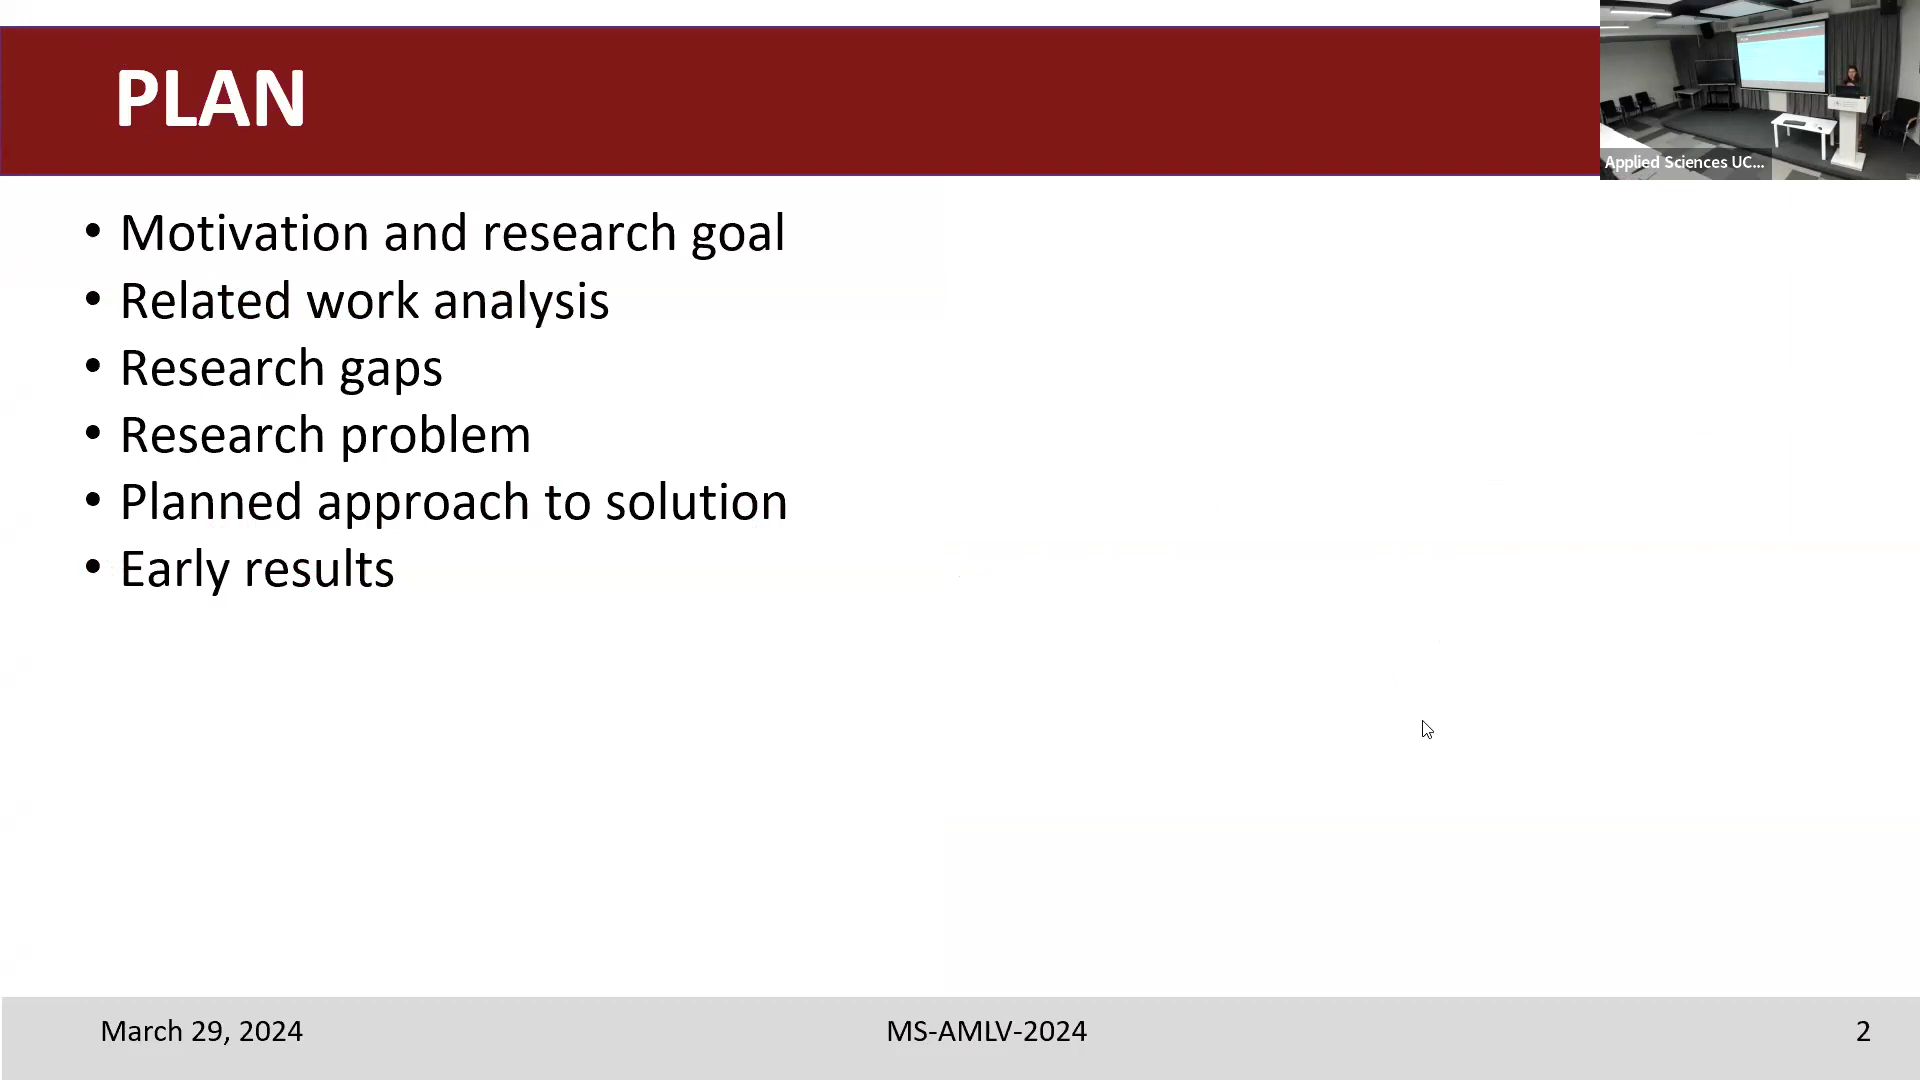 PLAN
Applied Sciences UC...
• Motivation and research goal
• Related work analysis
• Research gaps
• Research problem
• Planned approach to solution
• Early results
March 29, 2024
MS-AMLV-2024
2